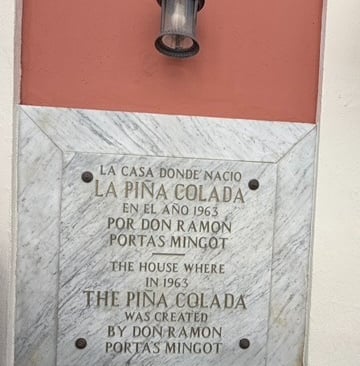 LA CASA DONDE NACIO
LA PIÑA COLADA
EN EL AÑO 1963
POR DON RAMON
PORTAS MINGOT
THE HOUSE WHERE
IN 1963
THE PIÑA COLADA
WAS CREATED
BY DON RAMON
PORTAS MINGOT